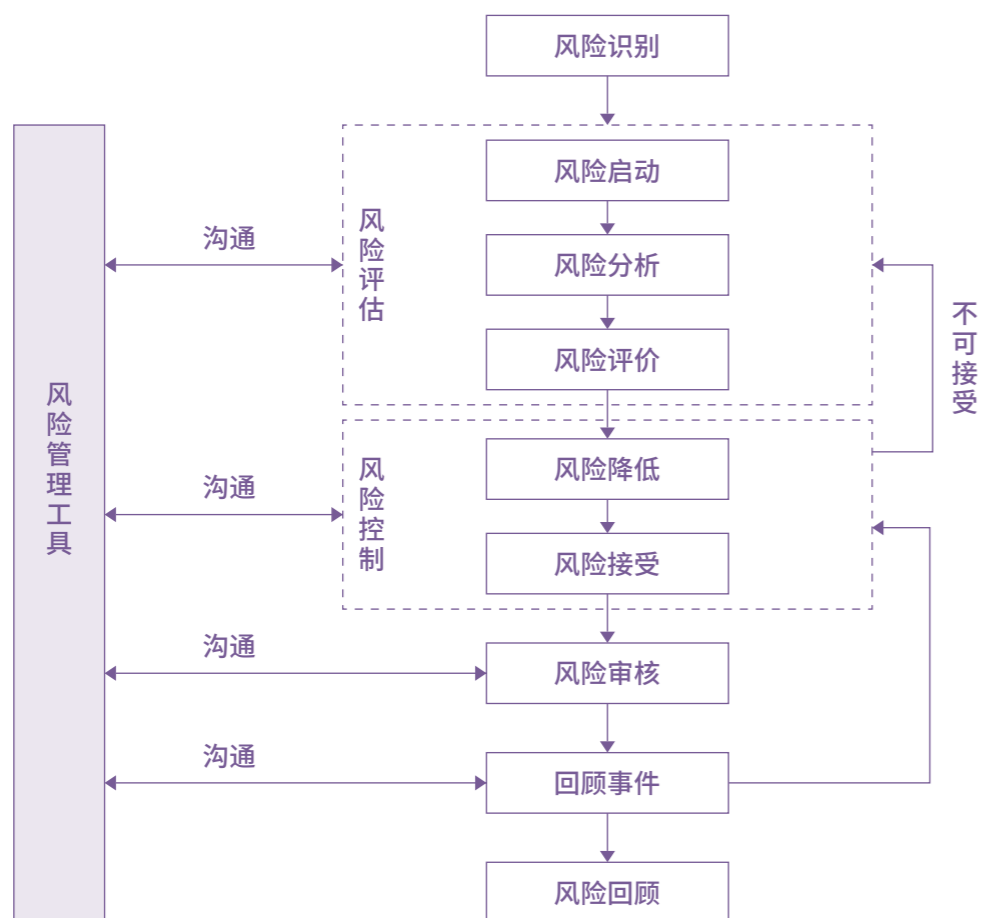 风险识别
风险启动
沟通
风险评估
风险分析
不可接受
风险评价
风险管理工具
沟通
风险控制
风险降低
风险接受
沟通
风险审核
沟通
回顾事件
风险回顾